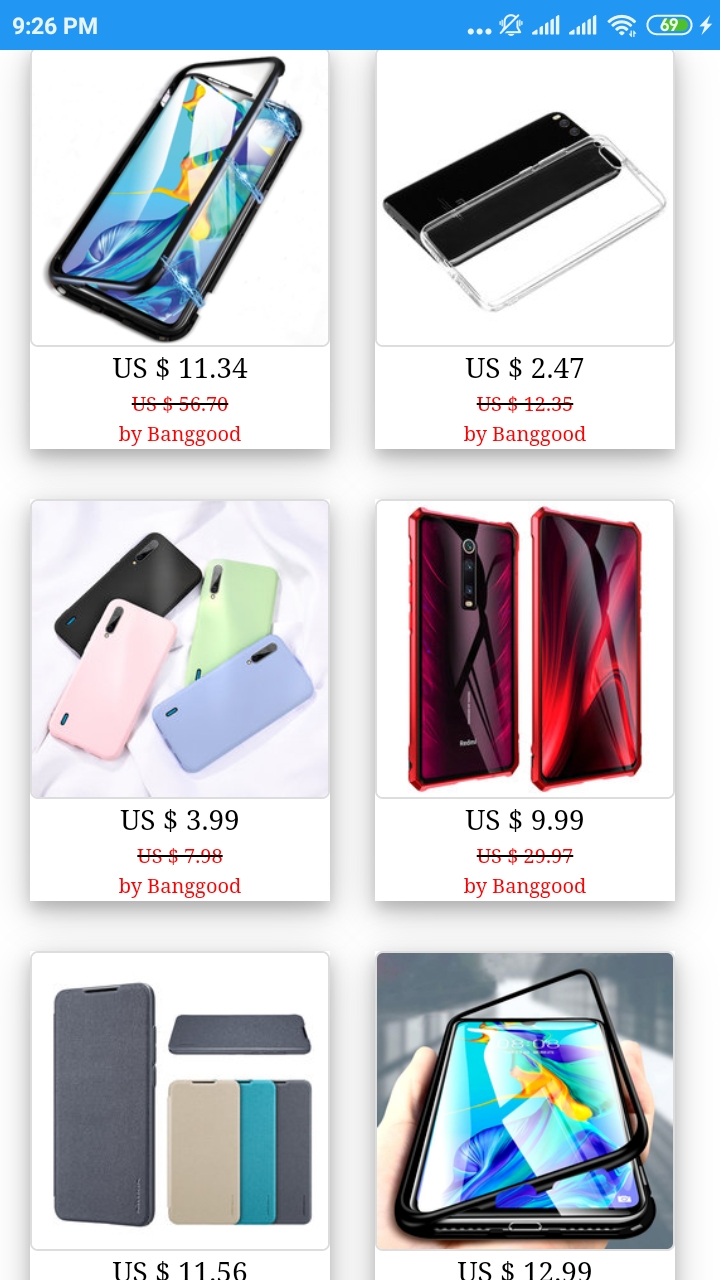 9:26 PM
69
US $ 11.34
US $ 56.70
by Banggood
US $ 2.47
US $ 12.35
by Banggood
US $ 3.99
US $ 7.98
by Banggood
Redmi
US $ 9.99
US $ 29.97
by Banggood
US $ 11.56
08:08
US $ 12.99